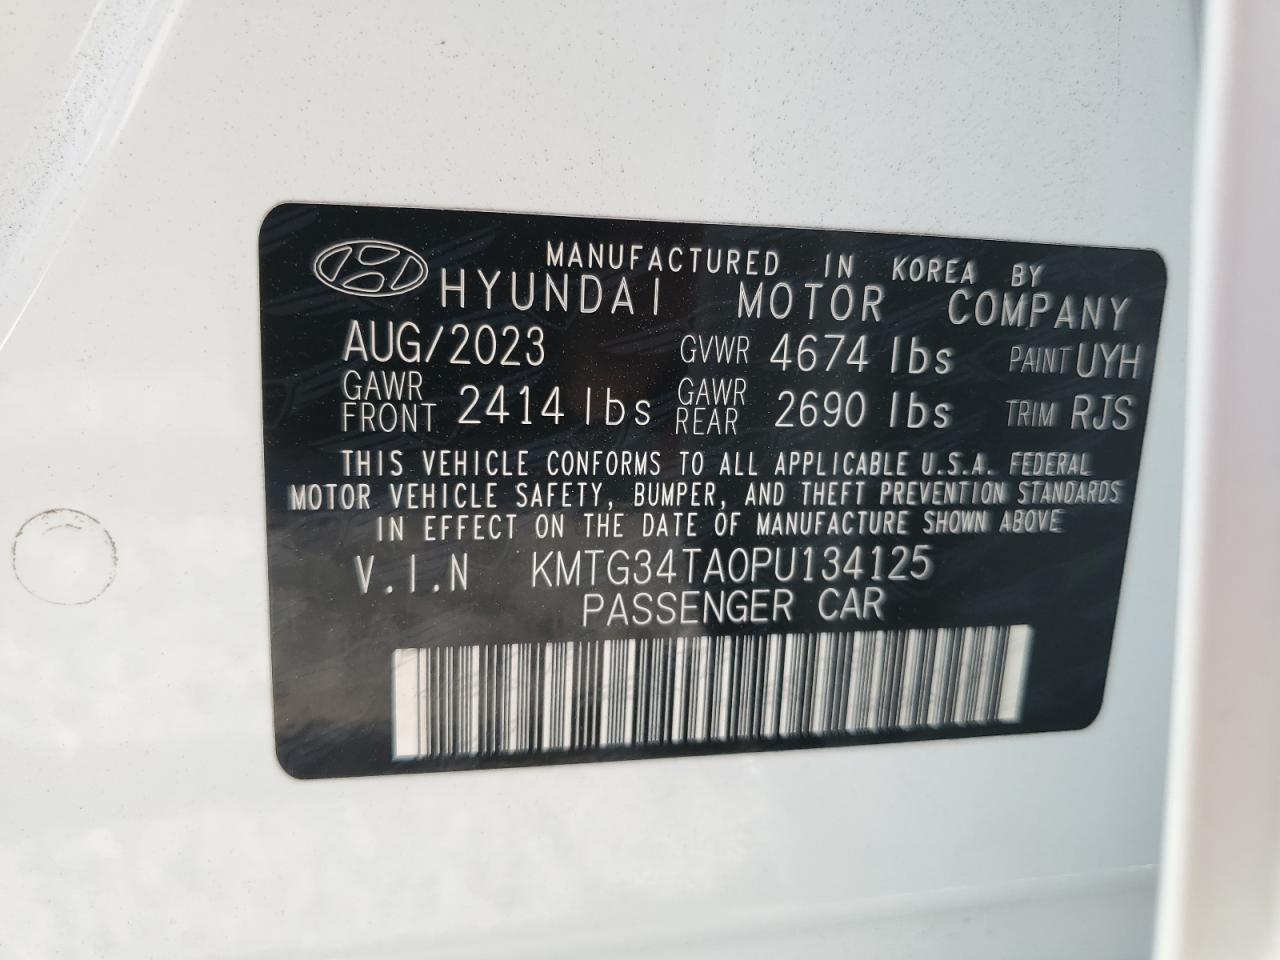 MANUFACTURED IN KOREA BY
HYUNDAI MOTOR COMPANY
AUG/2023 GVWR 4674 lbs PAINT UYH
GAWR FRONT 2414 lbs GAWR REAR 2690 lbs TRIM RJS
THIS VEHICLE CONFORMS TO ALL APPLICABLE U.S.A. FEDERAL
MOTOR VEHICLE SAFETY, BUMPER, AND THEFT PREVENTION STANDARDS
IN EFFECT ON THE DATE OF MANUFACTURE SHOWN ABOVE
V.I.N KMTG34TA0PU134125
PASSENGER CAR